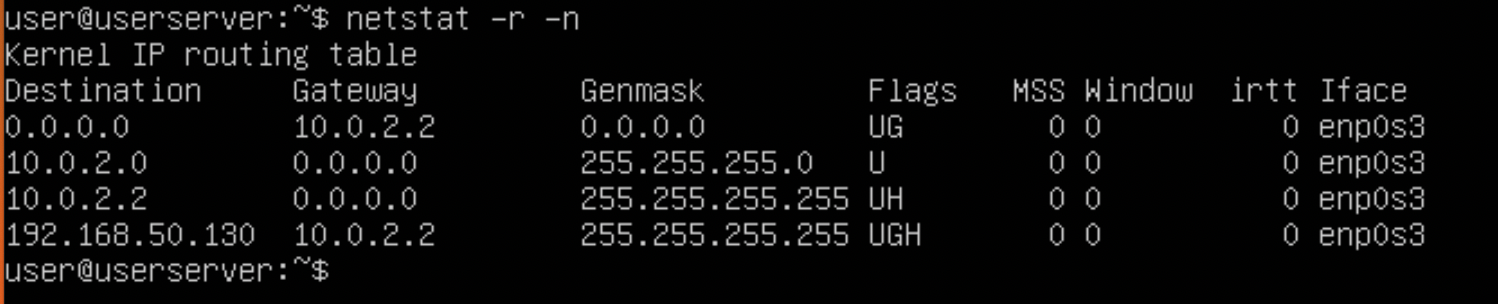 user@userserver:~$ netstat -r -n
Kernel IP routing table
Destination     Gateway         Genmask         Flags   MSS Window  irtt Iface
0.0.0.0         10.0.2.2        0.0.0.0         UG        0 0          0 enp0s3
10.0.2.0        0.0.0.0         255.255.255.0   U         0 0          0 enp0s3
10.0.2.2        0.0.0.0         255.255.255.255 UH        0 0          0 enp0s3
192.168.50.130  10.0.2.2        255.255.255.255 UGH       0 0          0 enp0s3
user@userserver:~$